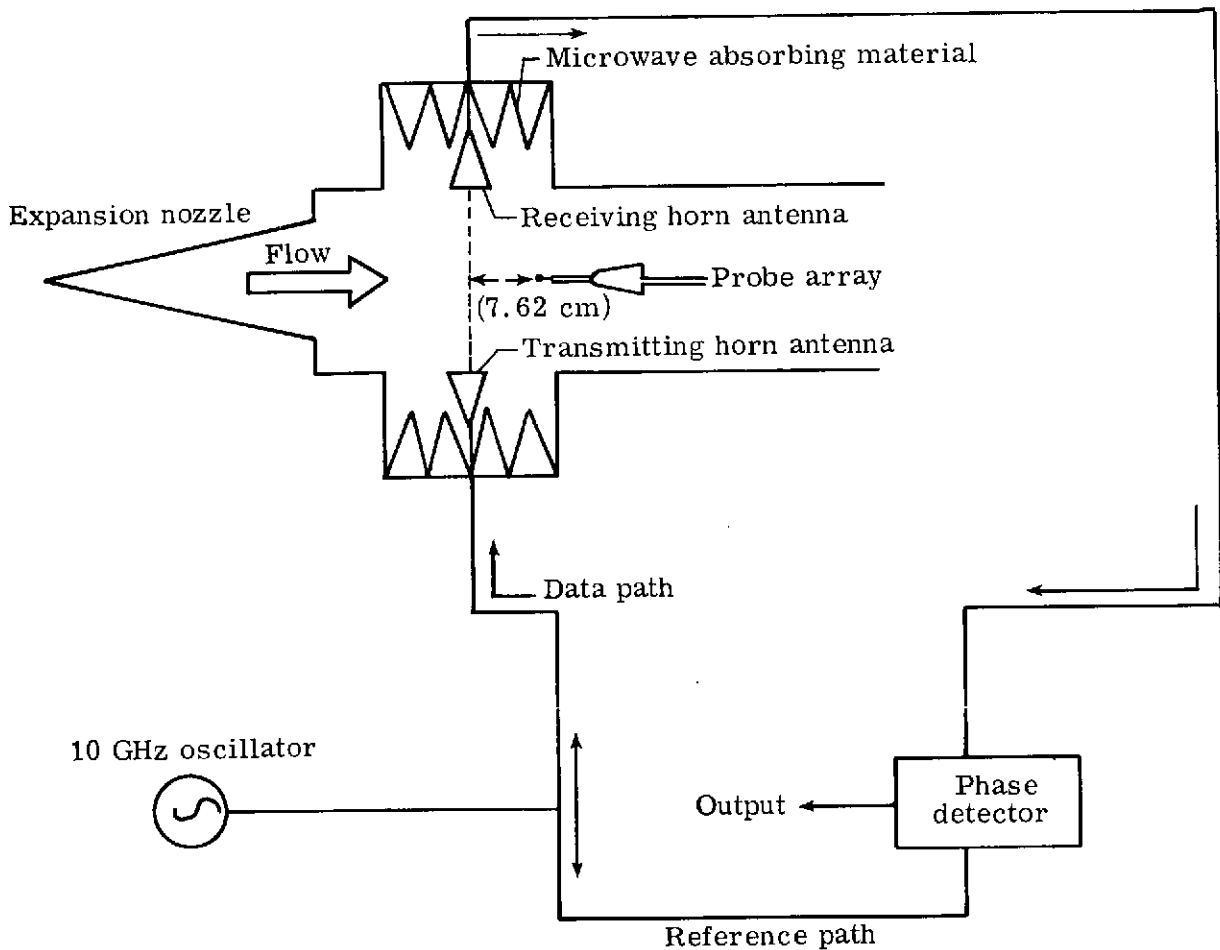 Microwave absorbing material
Expansion nozzle
Receiving horn antenna
Flow
Probe array
(7.62 cm)
Transmitting horn antenna
Data path
10 GHz oscillator
Output
Phase
detector
Reference path